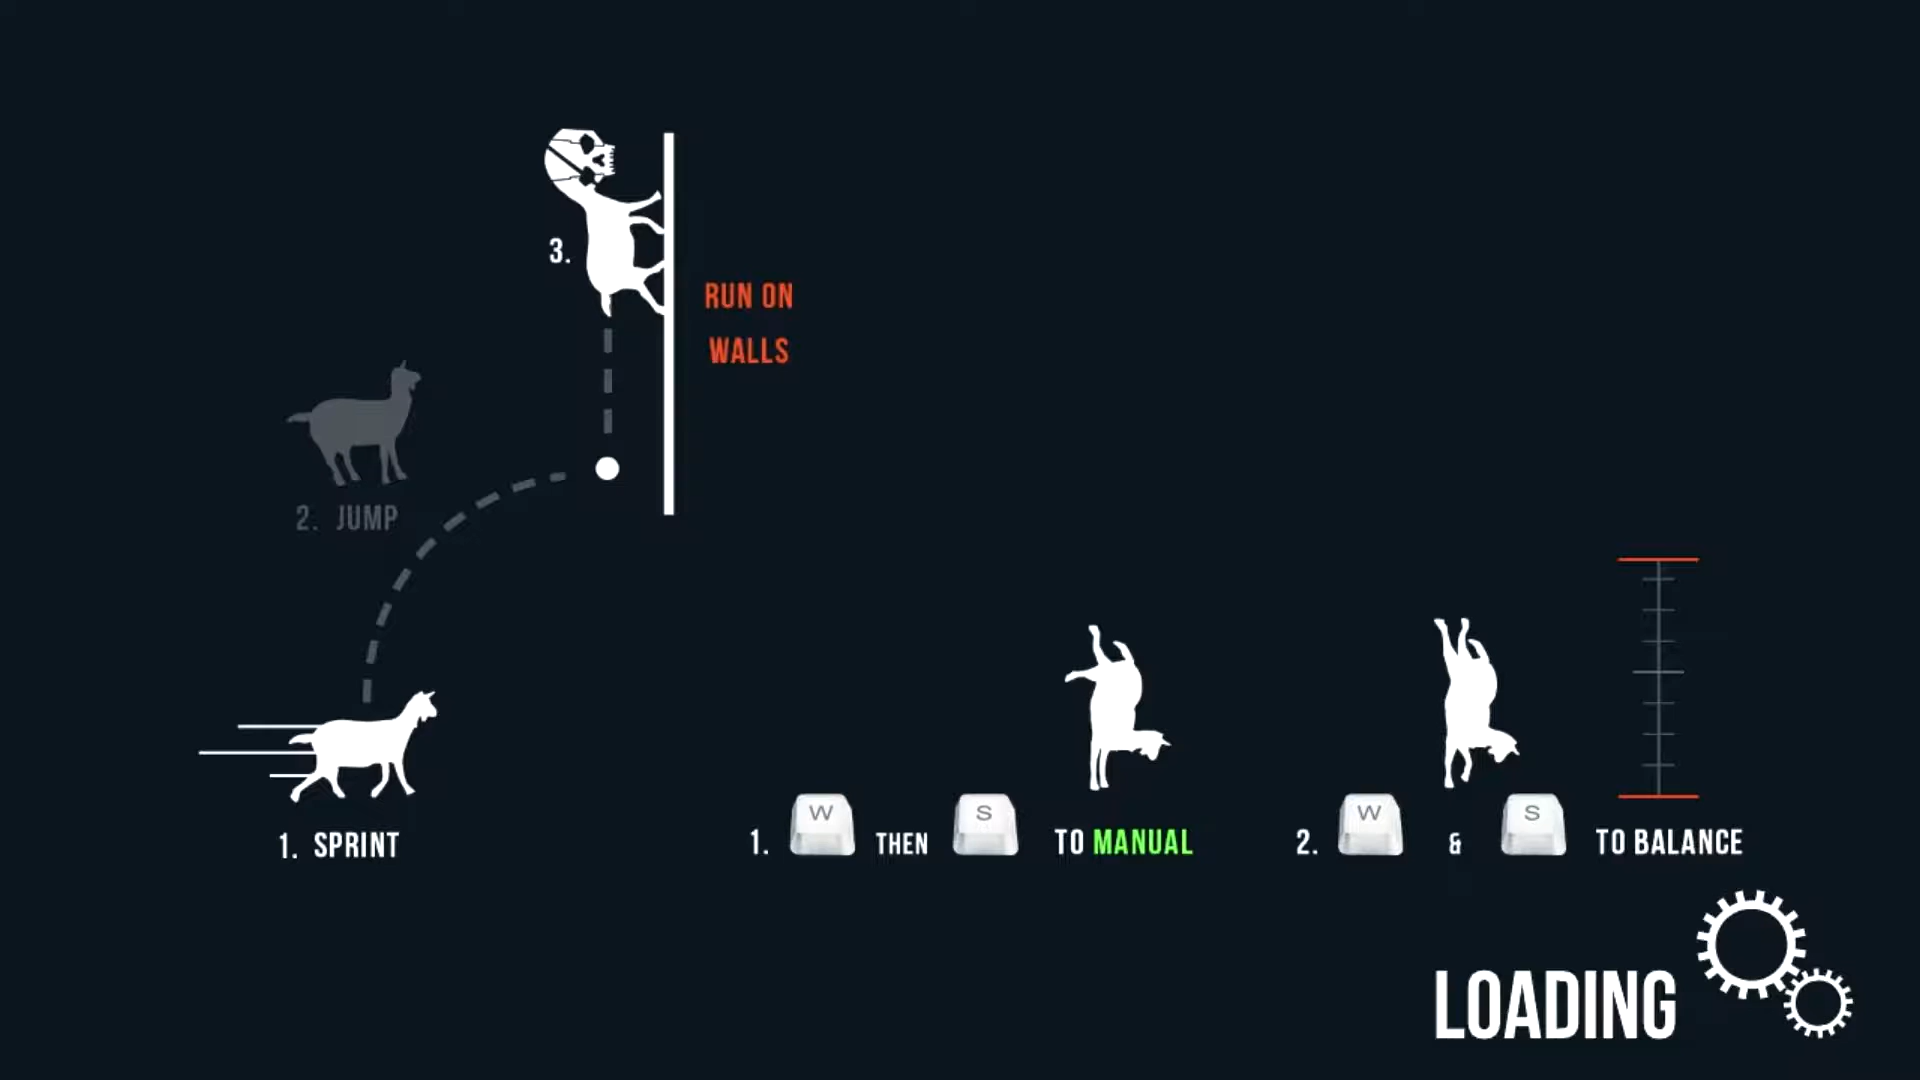 3.
RUN ON
WALLS
2. JUMP
1. SPRINT
1. W THEN S TO MANUAL
2. W & S TO BALANCE
LOADING